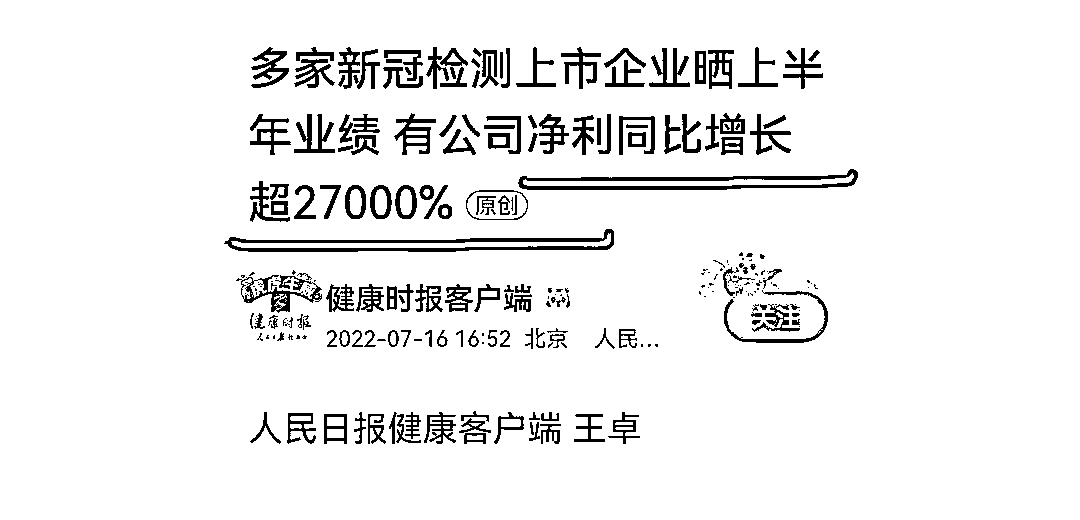 多家新冠检测上市企业晒上半
年业绩 有公司净利同比增长
超27000% 原创
健康时报客户端
健康时报
2022-07-16 16:52 北京 人民...
关注
人民日报健康客户端 王卓